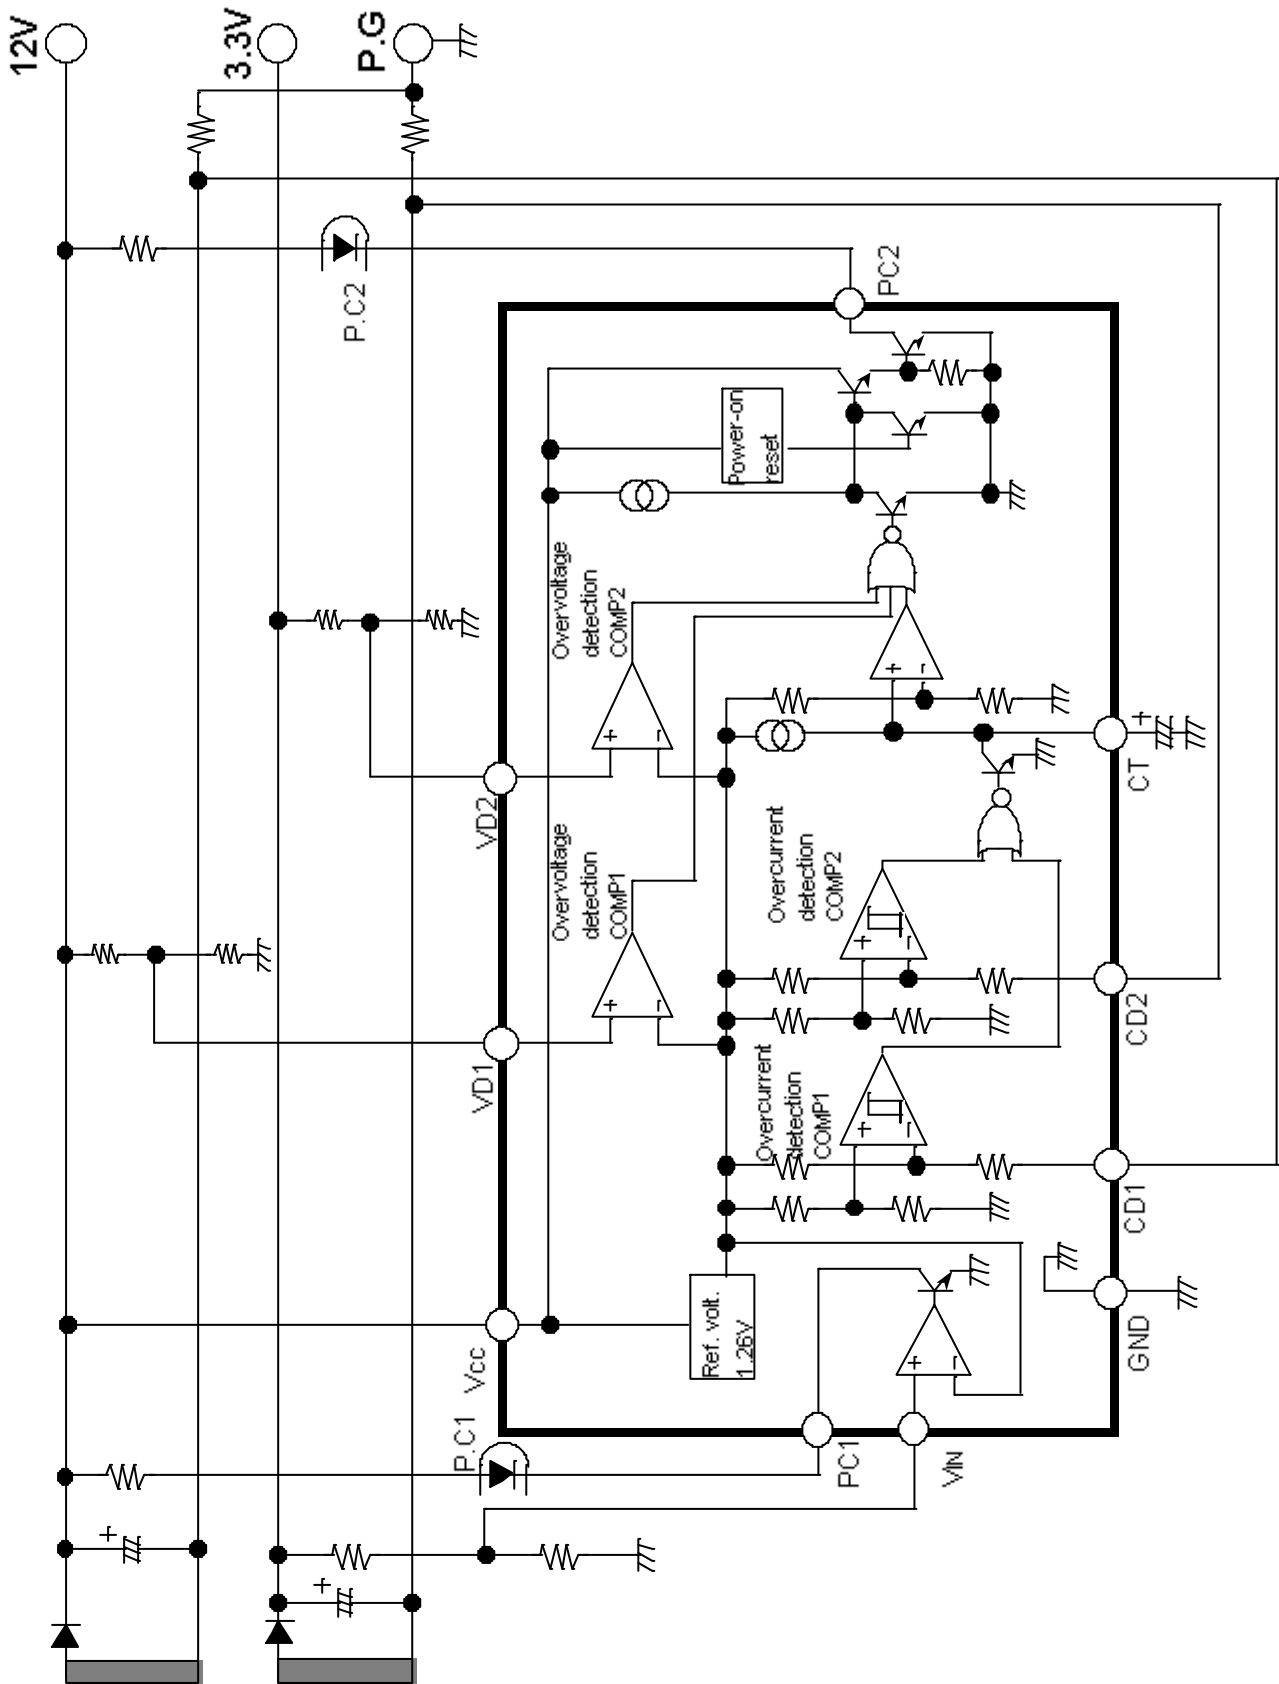 12V
3.3V
P.G
P.C2
PC2
Power-on
reset
Overvoltage
detection
COMP2
VD2
Overvoltage
detection
COMP1
VD1
Overcurrent
detection
COMP2
CT
+
+
-
+
-
+
-
+
-
CD2
Overcurrent
detection
COMP1
+
-
CD1
Vcc
Ref. volt.
1.26V
+
-
GND
P.C1
PC1
VIN
+
+